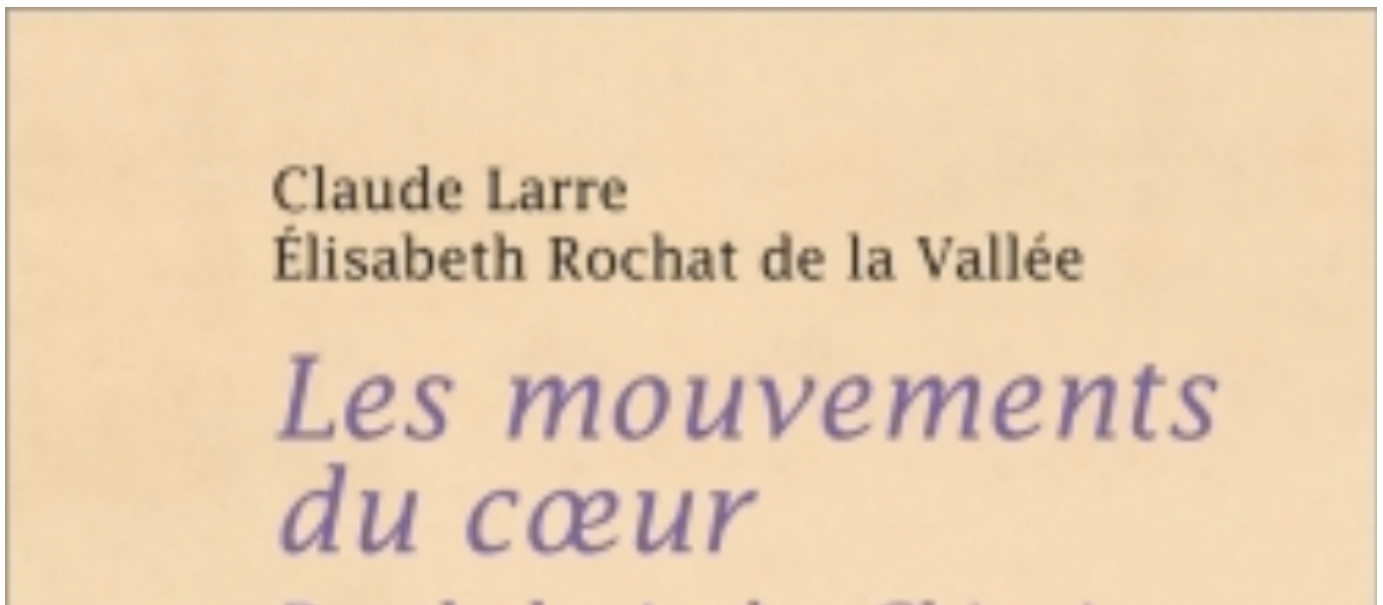 Claude Larre
Élisabeth Rochat de la Vallée
Les mouvements
du cœur